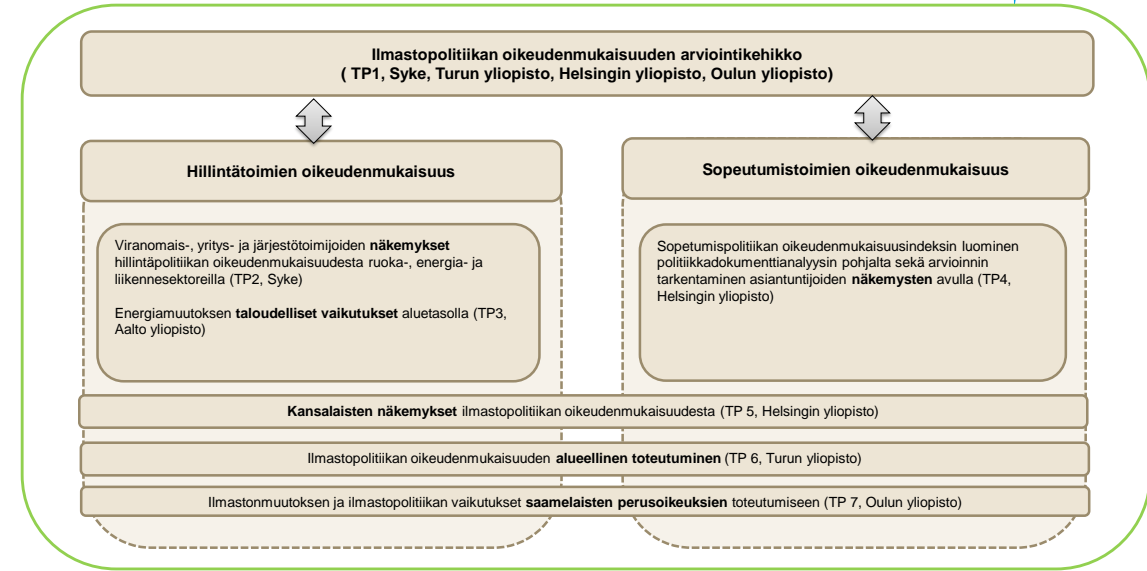 Ilmastopolitiikan oikeudenmukaisuuden arviointikehikko
( TP1, Syke, Turun yliopisto, Helsingin yliopisto, Oulun yliopisto)
Hillintätoimien oikeudenmukaisuus
Viranomais-, yritys- ja järjestötoimijoiden näkemykset
hillintäpolitiikan oikeudenmukaisuudesta ruoka-, energia- ja
liikennesektoreilla (TP2, Syke)
Energiamuutoksen taloudelliset vaikutukset aluetasolla (TP3,
Aalto yliopisto)
Sopeutumistoimien oikeudenmukaisuus
Sopetumispolitiikan oikeudenmukaisuusindeksin luominen
politiikkadokumenttianalyysin pohjalta sekä arvioinnin
tarkentaminen asiantuntijoiden näkemysten avulla (TP4,
Helsingin yliopisto)
Kansalaisten näkemykset ilmastopolitiikan oikeudenmukaisuudesta (TP 5, Helsingin yliopisto)
Ilmastopolitiikan oikeudenmukaisuuden alueellinen toteutuminen (TP 6, Turun yliopisto)
Ilmastonmuutoksen ja ilmastopolitiikan vaikutukset saamelaisten perusoikeuksien toteutumiseen (TP 7, Oulun yliopisto)